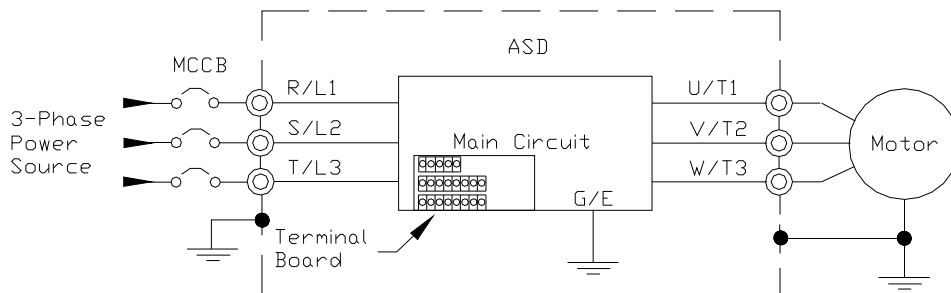 ASD
MCCB
R/L1
U/T1
3-Phase
Power
Source
S/L2
V/T2
Main Circuit
Motor
T/L3
W/T3
G/E
Terminal
Board